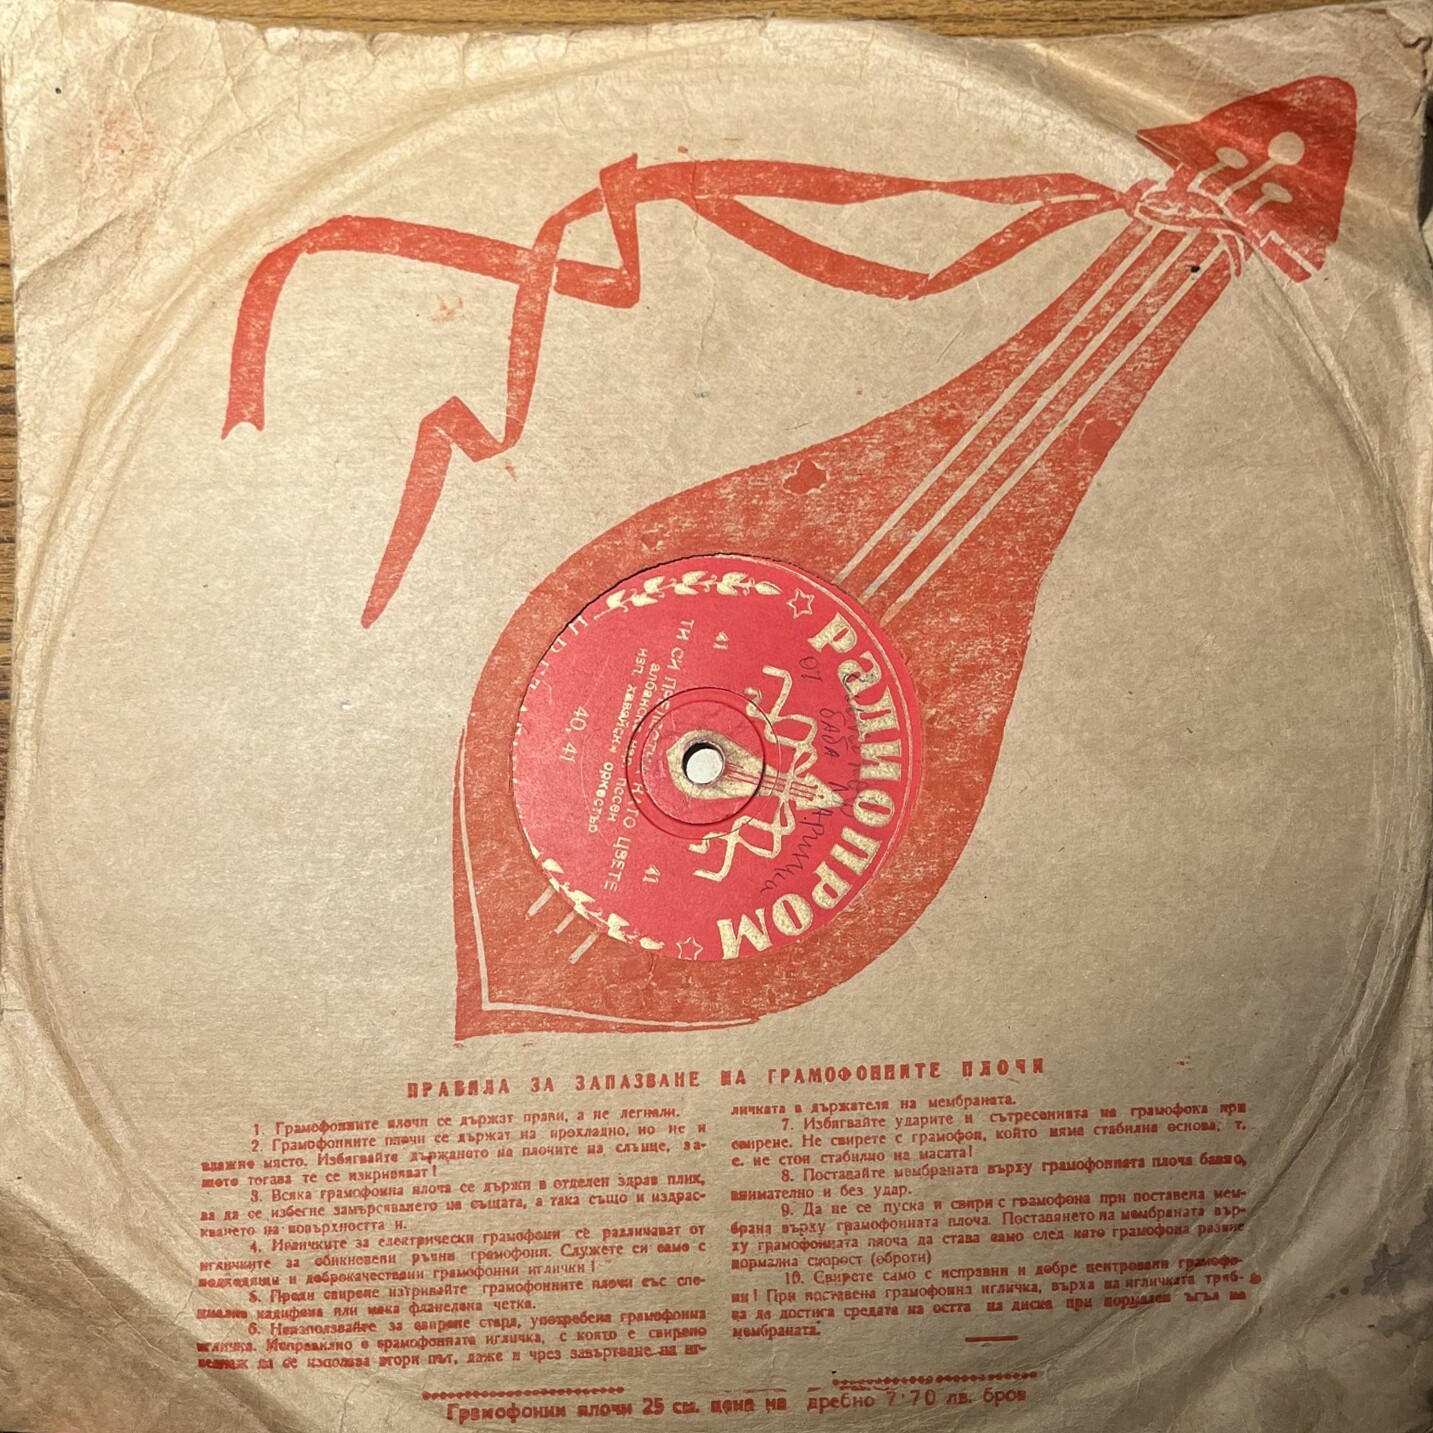 РАДИОПРОМ
41
ТИ СИ ПРЕЛЕСТНА КАТО ЦВЕТЕ
албанска нар. песен
изп. хавайски оркестър
41
40, 41
от баба
ПРАВИЛА ЗА ЗАПАЗВАНЕ НА ГРАМОФОННИТЕ ПЛОЧИ
1. Грамофонните плочи се държат прави, а не легнали.
2. Грамофонните плочи се държат на прохладно, но не и
влажно място. Избягвайте държането на плочите на слънце, за-
щото тогава те се изкривяват!
3. Всяка грамофонна плоча се държи в отделен здрав плик,
за да се избегне замърсяването на същата, а така също и издрас-
кването на повърхността и.
4. Игличките за електрически грамофони се различават от
игличките за обикновени ръчни грамофони. Служете си само с
подходящи и доброкачествени грамофонни иглички!
5. Преди свирене изтривайте грамофонните плочи със спе-
циална кадифена или мека фланелена четка.
6. Неизползвайте за свирене стара, употребена грамофонна
игличка. Неправилно е грамофонната игличка, с която е свирено
веднаж да се използва втори път, даже и чрез завъртване на иг-
личката в държателя на мембраната.
7. Избягвайте ударите и сътресенията на грамофона при
свирене. Не свирете с грамофон, който няма стабилна основа, т.
е. не стои стабилно на масата!
8. Поставайте мембраната върху грамофонната плоча бавно,
внимателно и без удар.
9. Да не се пуска и свири с грамофона при поставена мем-
брана върху грамофонната плоча. Поставянето на мембраната вър-
ху грамофонната плоча да става само след като грамофона развие
нормална скорост (обороти)
10. Свирете само с исправни и добре центровани грамофо-
ни! При поставена грамофонна игличка, върха на игличката тряб-
ва да достига средата на остта на диска при нормален ъгъл на
мембраната.
Грамофонни плочи 25 см. цена на дребно 7·70 лв. броя